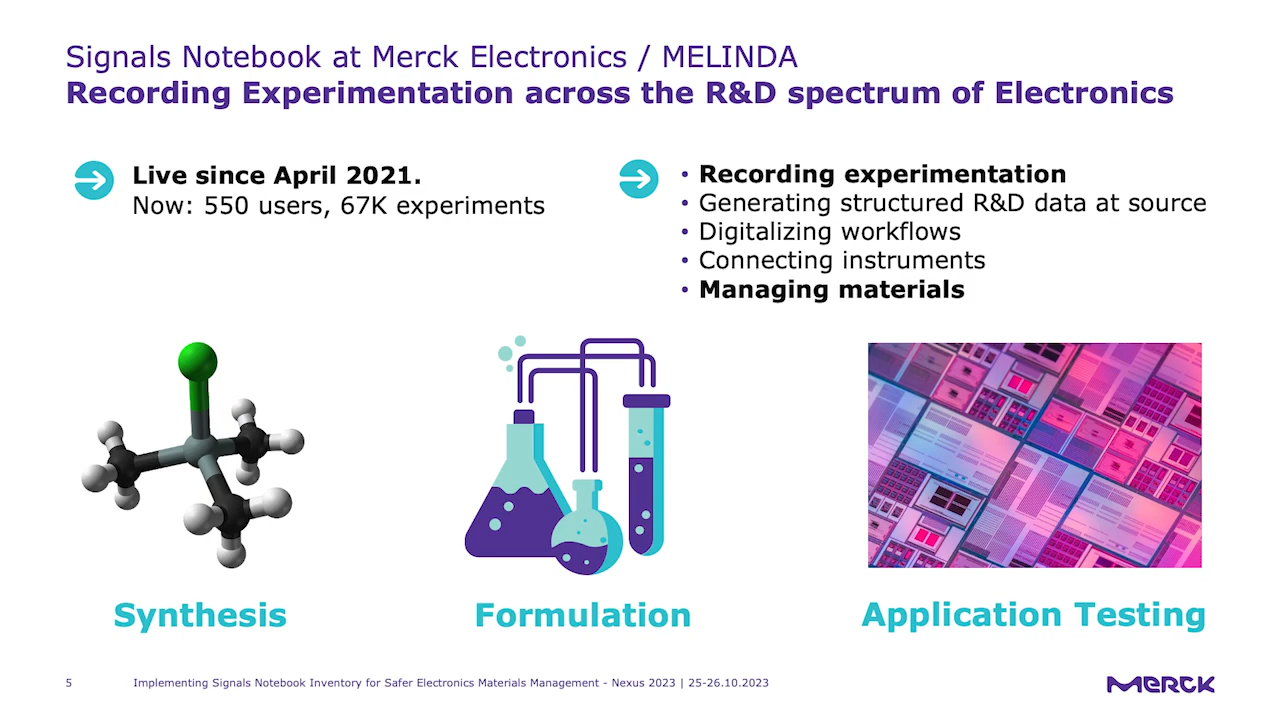 Signals Notebook at Merck Electronics / MELINDA
Recording Experimentation across the R&D spectrum of Electronics
Live since April 2021.
Now: 550 users, 67K experiments
• Recording experimentation
• Generating structured R&D data at source
• Digitalizing workflows
• Connecting instruments
• Managing materials
Synthesis
Formulation
Application Testing
5
Implementing Signals Notebook Inventory for Safer Electronics Materials Management - Nexus 2023 | 25-26.10.2023
MERCK